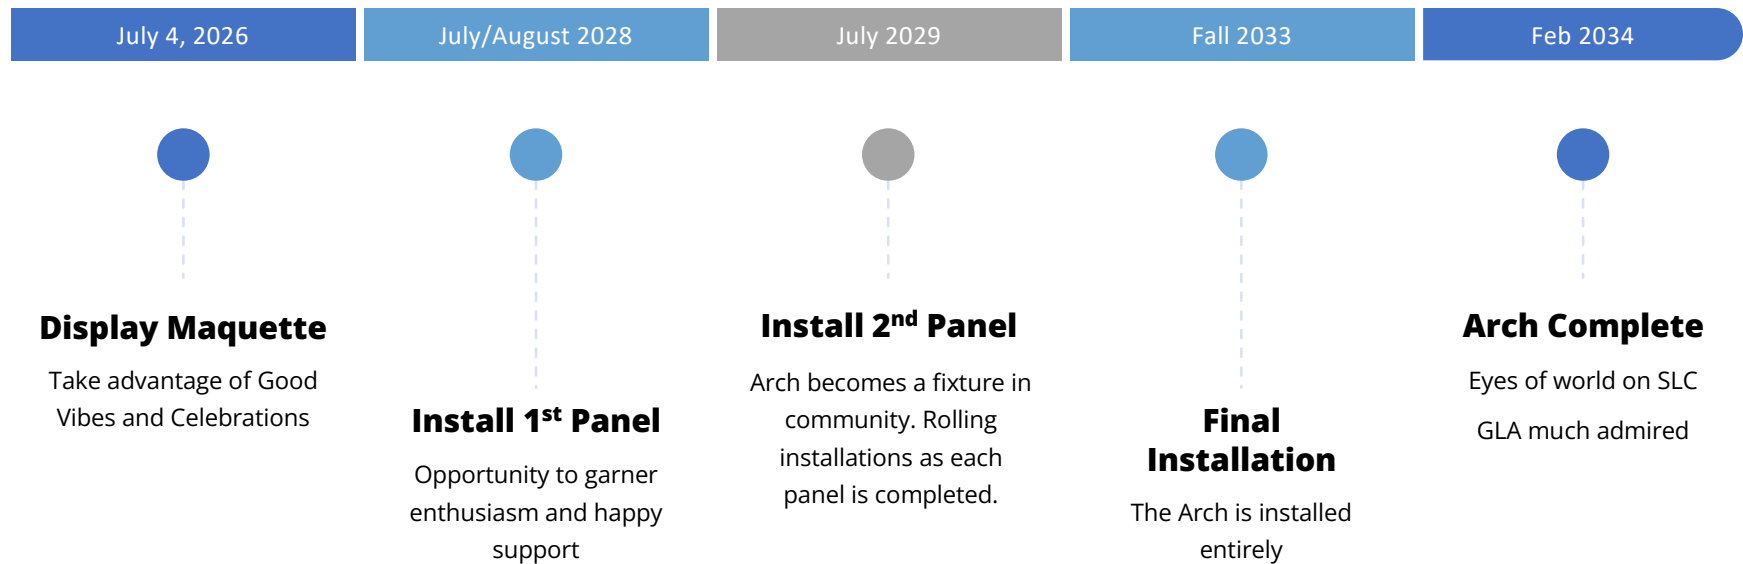 July 4, 2026
July/August 2028
July 2029
Fall 2033
Feb 2034
Display Maquette
Take advantage of Good
Vibes and Celebrations
Install 1st Panel
Opportunity to garner
enthusiasm and happy
support
Install 2nd Panel
Arch becomes a fixture in
community. Rolling
installations as each
panel is completed.
Final
Installation
The Arch is installed
entirely
Arch Complete
Eyes of world on SLC
GLA much admired